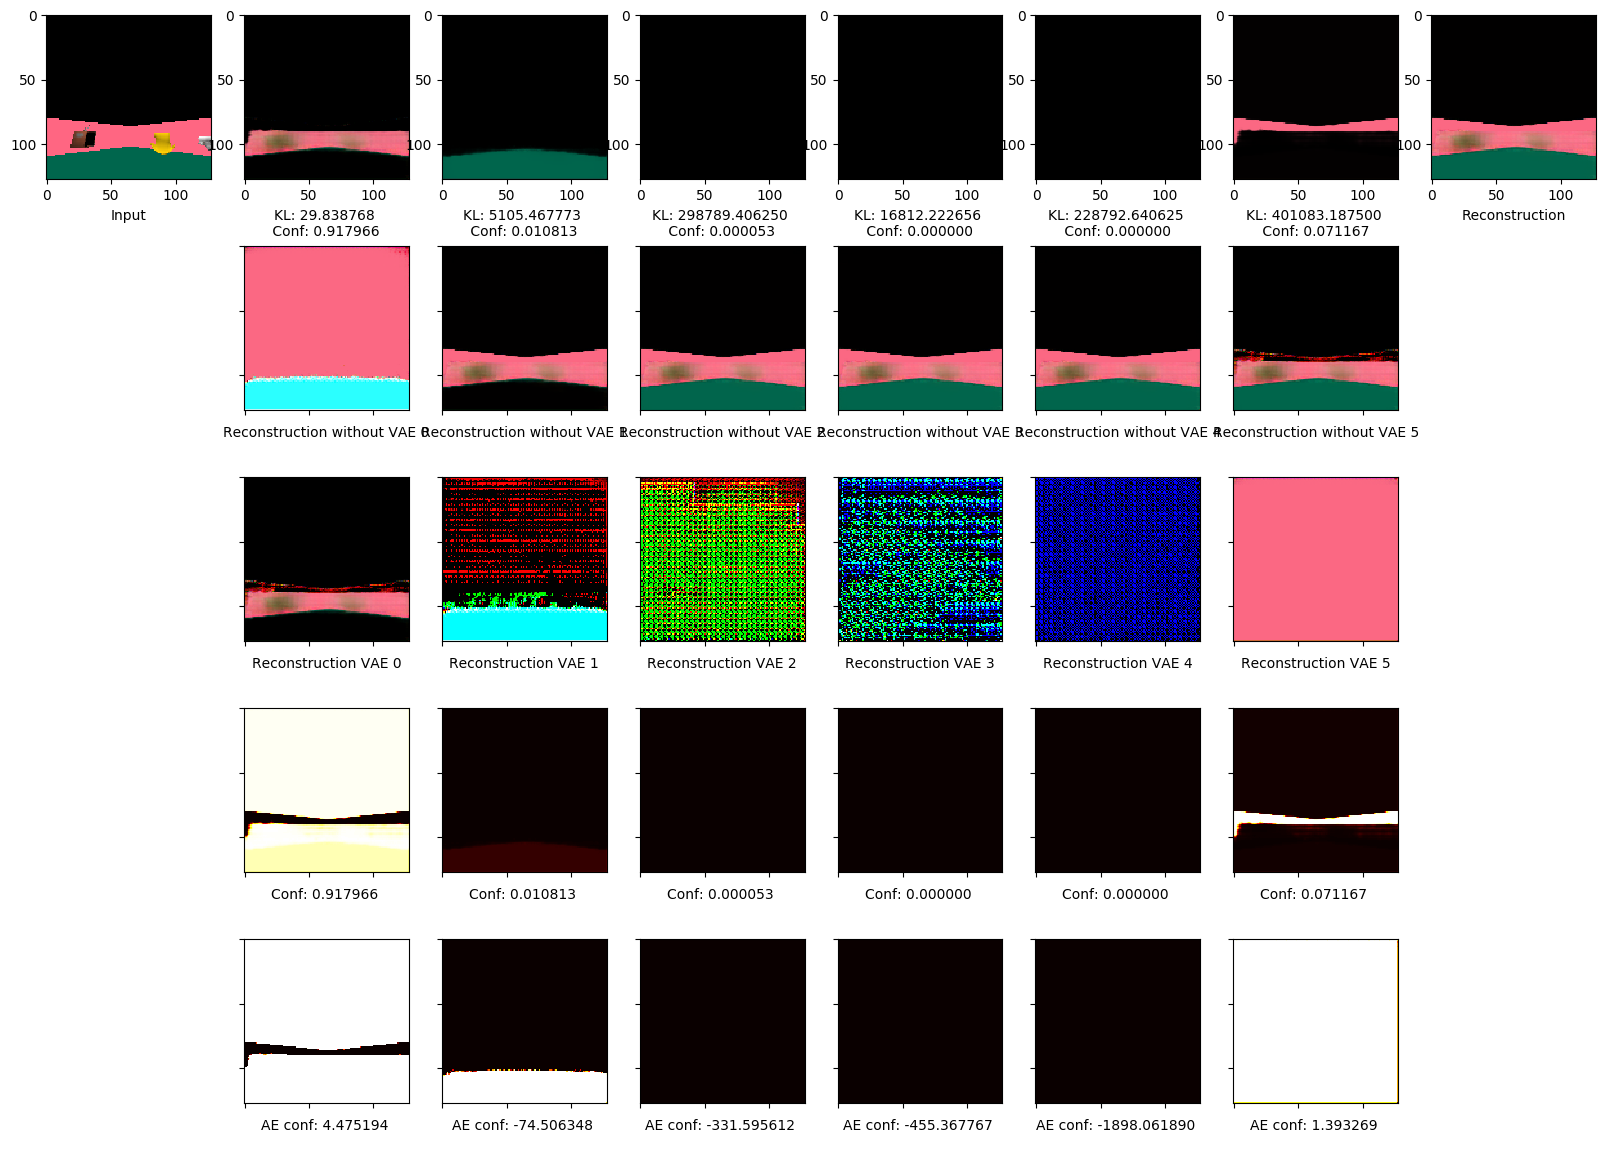 0 0 0 0 0 0 0 0
50 50 50 50 50 50 50 50
100 100 100 100 100 100 100 100
0 50 100 0 50 100 0 50 100 0 50 100 0 50 100 0 50 100 0 50 100 0 50 100
Input KL: 29.838768 KL: 5105.467773 KL: 298789.406250 KL: 16812.222656 KL: 228792.640625 KL: 401083.187500 Reconstruction
Conf: 0.917966 Conf: 0.010813 Conf: 0.000053 Conf: 0.000000 Conf: 0.000000 Conf: 0.071167
Reconstruction without VAE 0 Reconstruction without VAE 1 Reconstruction without VAE 2 Reconstruction without VAE 3 Reconstruction without VAE 4 Reconstruction without VAE 5
Reconstruction VAE 0 Reconstruction VAE 1 Reconstruction VAE 2 Reconstruction VAE 3 Reconstruction VAE 4 Reconstruction VAE 5
Conf: 0.917966 Conf: 0.010813 Conf: 0.000053 Conf: 0.000000 Conf: 0.000000 Conf: 0.071167
AE conf: 4.475194 AE conf: -74.506348 AE conf: -331.595612 AE conf: -455.367767 AE conf: -1898.061890 AE conf: 1.393269